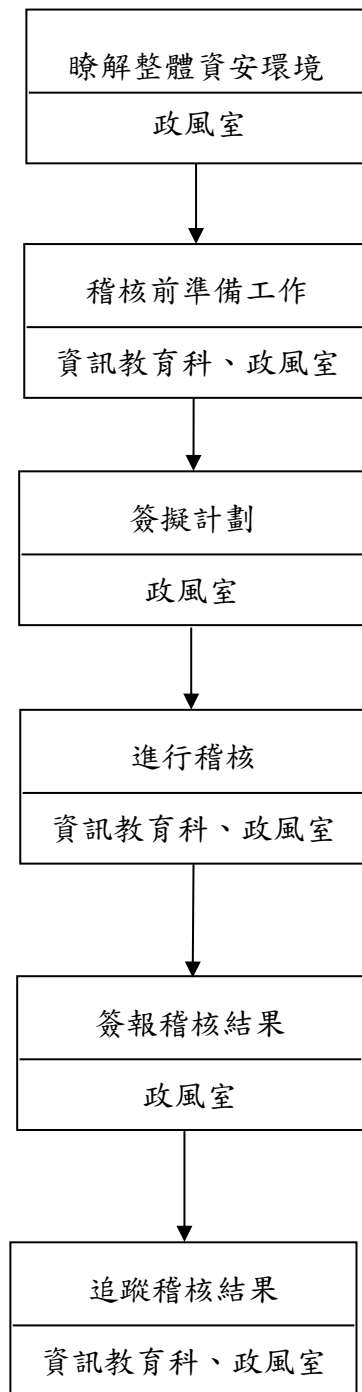 瞭解整體資安環境
政風室
稽核前準備工作
資訊教育科、政風室
簽擬計劃
政風室
進行稽核
資訊教育科、政風室
簽報稽核結果
政風室
追蹤稽核結果
資訊教育科、政風室